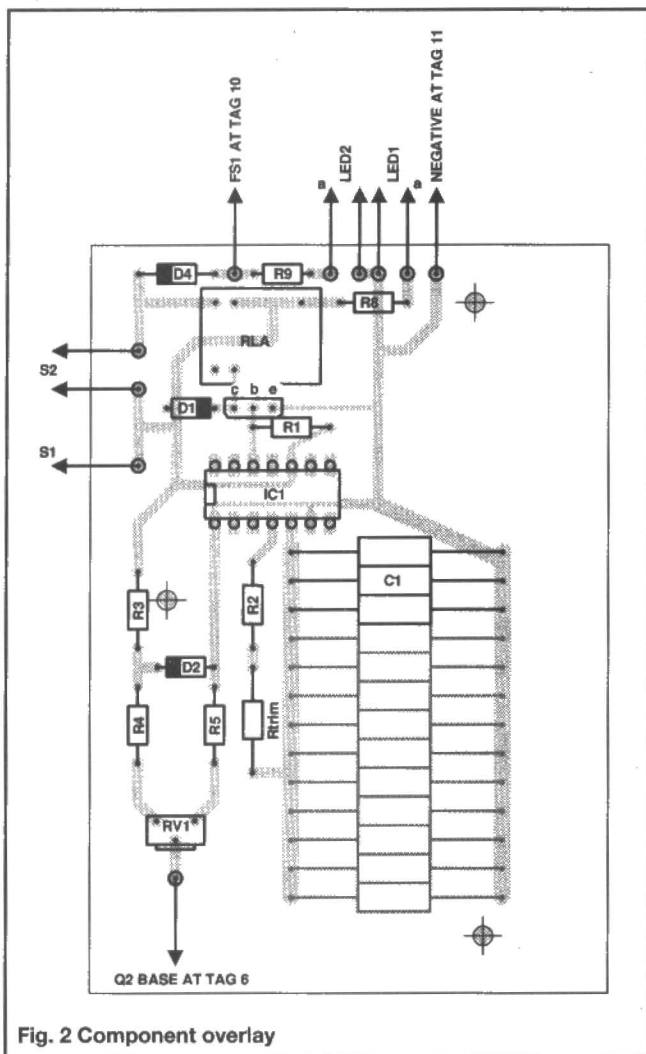 FS1 AT TAG 10
a
LED2
LED1
a
NEGATIVE AT TAG 11
D4
R9
R8
RLA
S2
c b e
D1
R1
S1
IC1
R3
R2
C1
D2
R4
R5
Rtrim
RV1
Q2 BASE AT TAG 6
Fig. 2 Component overlay